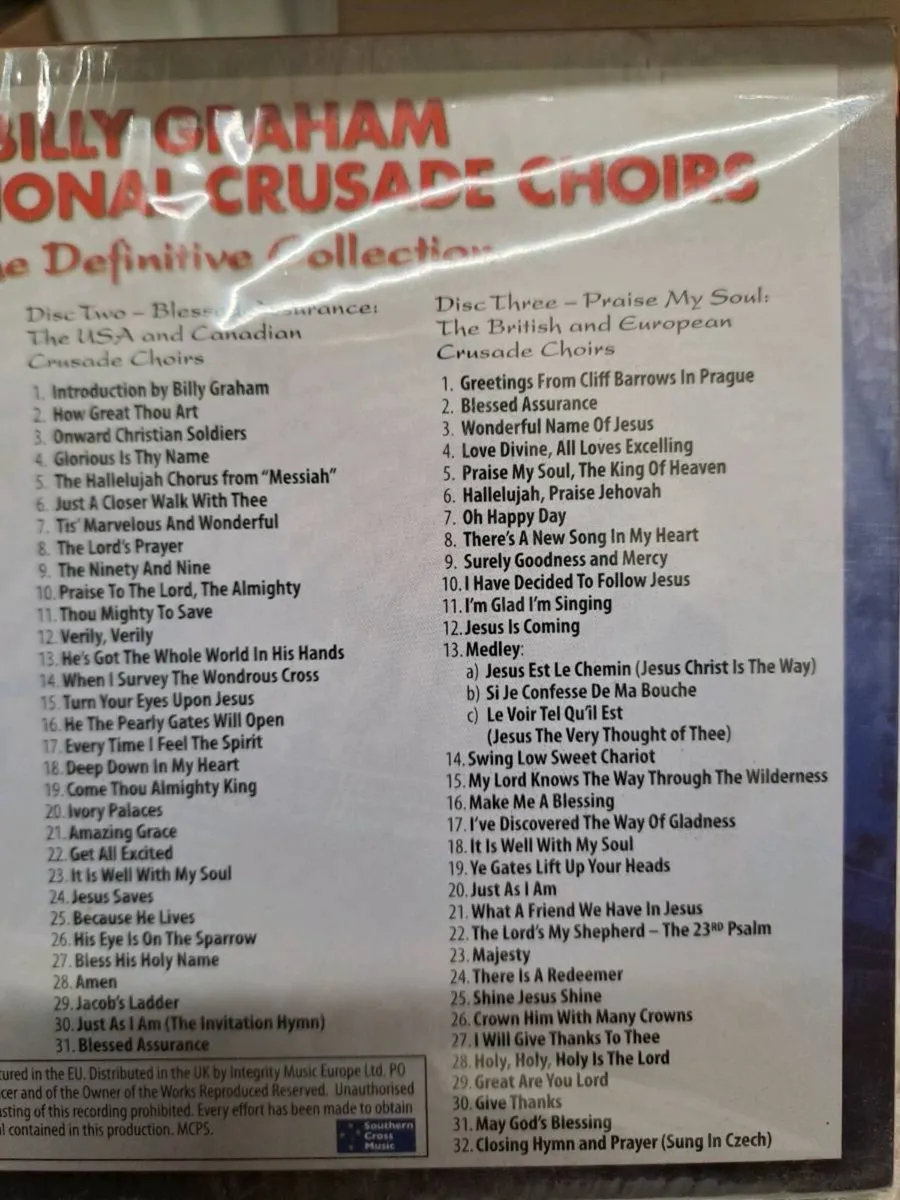 BILLY GRAHAM
IONAL CRUSADE CHOIRS
e Definitive Collection
Disc Two – Blessed Assurance:
The USA and Canadian
Crusade Choirs
1. Introduction by Billy Graham
2. How Great Thou Art
3. Onward Christian Soldiers
4. Glorious Is Thy Name
5. The Hallelujah Chorus from "Messiah"
6. Just A Closer Walk With Thee
7. Tis' Marvelous And Wonderful
8. The Lord's Prayer
9. The Ninety And Nine
10. Praise To The Lord, The Almighty
11. Thou Mighty To Save
12. Verily, Verily
13. He's Got The Whole World In His Hands
14. When I Survey The Wondrous Cross
15. Turn Your Eyes Upon Jesus
16. He The Pearly Gates Will Open
17. Every Time I Feel The Spirit
18. Deep Down In My Heart
19. Come Thou Almighty King
20. Ivory Palaces
21. Amazing Grace
22. Get All Excited
23. It Is Well With My Soul
24. Jesus Saves
25. Because He Lives
26. His Eye Is On The Sparrow
27. Bless His Holy Name
28. Amen
29. Jacob's Ladder
30. Just As I Am (The Invitation Hymn)
31. Blessed Assurance
Disc Three – Praise My Soul:
The British and European
Crusade Choirs
1. Greetings From Cliff Barrows In Prague
2. Blessed Assurance
3. Wonderful Name Of Jesus
4. Love Divine, All Loves Excelling
5. Praise My Soul, The King Of Heaven
6. Hallelujah, Praise Jehovah
7. Oh Happy Day
8. There's A New Song In My Heart
9. Surely Goodness and Mercy
10. I Have Decided To Follow Jesus
11. I'm Glad I'm Singing
12. Jesus Is Coming
13. Medley:
a) Jesus Est Le Chemin (Jesus Christ Is The Way)
b) Si Je Confesse De Ma Bouche
c) Le Voir Tel Qu'il Est
(Jesus The Very Thought of Thee)
14. Swing Low Sweet Chariot
15. My Lord Knows The Way Through The Wilderness
16. Make Me A Blessing
17. I've Discovered The Way Of Gladness
18. It Is Well With My Soul
19. Ye Gates Lift Up Your Heads
20. Just As I Am
21. What A Friend We Have In Jesus
22. The Lord's My Shepherd – The 23RD Psalm
23. Majesty
24. There Is A Redeemer
25. Shine Jesus Shine
26. Crown Him With Many Crowns
27. I Will Give Thanks To Thee
28. Holy, Holy, Holy Is The Lord
29. Great Are You Lord
30. Give Thanks
31. May God's Blessing
32. Closing Hymn and Prayer (Sung In Czech)
tured in the EU. Distributed in the UK by Integrity Music Europe Ltd. PO
cer and of the Owner of the Works Reproduced Reserved. Unauthorised
sting of this recording prohibited. Every effort has been made to obtain
l contained in this production. MCPS.
Southern
Cross
Music